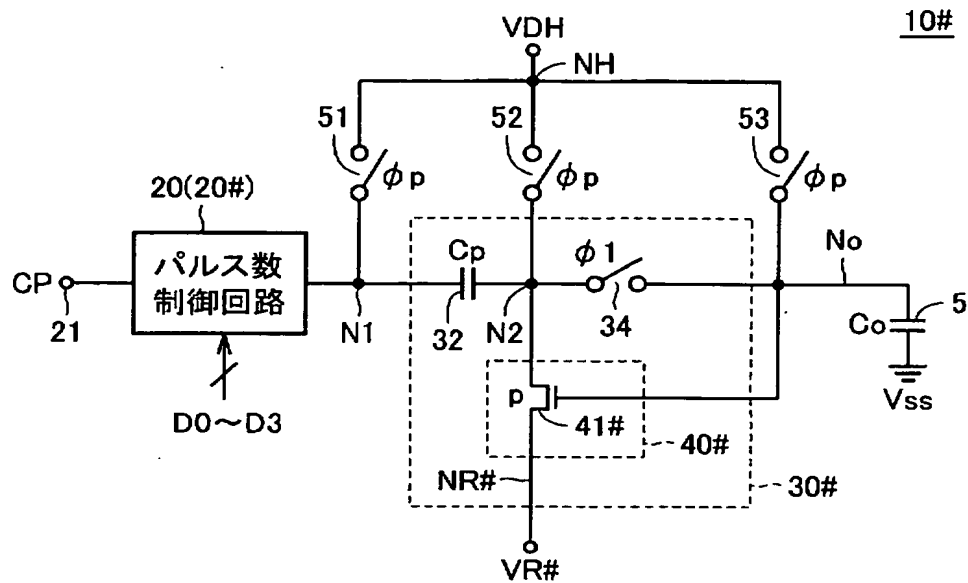 10#
VDH
NH
51
52
53
φp
φp
φp
20(20#)
CP
21
パルス数
制御回路
D0～D3
N1
Cp
32
N2
φ1
34
No
Co
5
Vss
p
41#
40#
NR#
30#
VR#